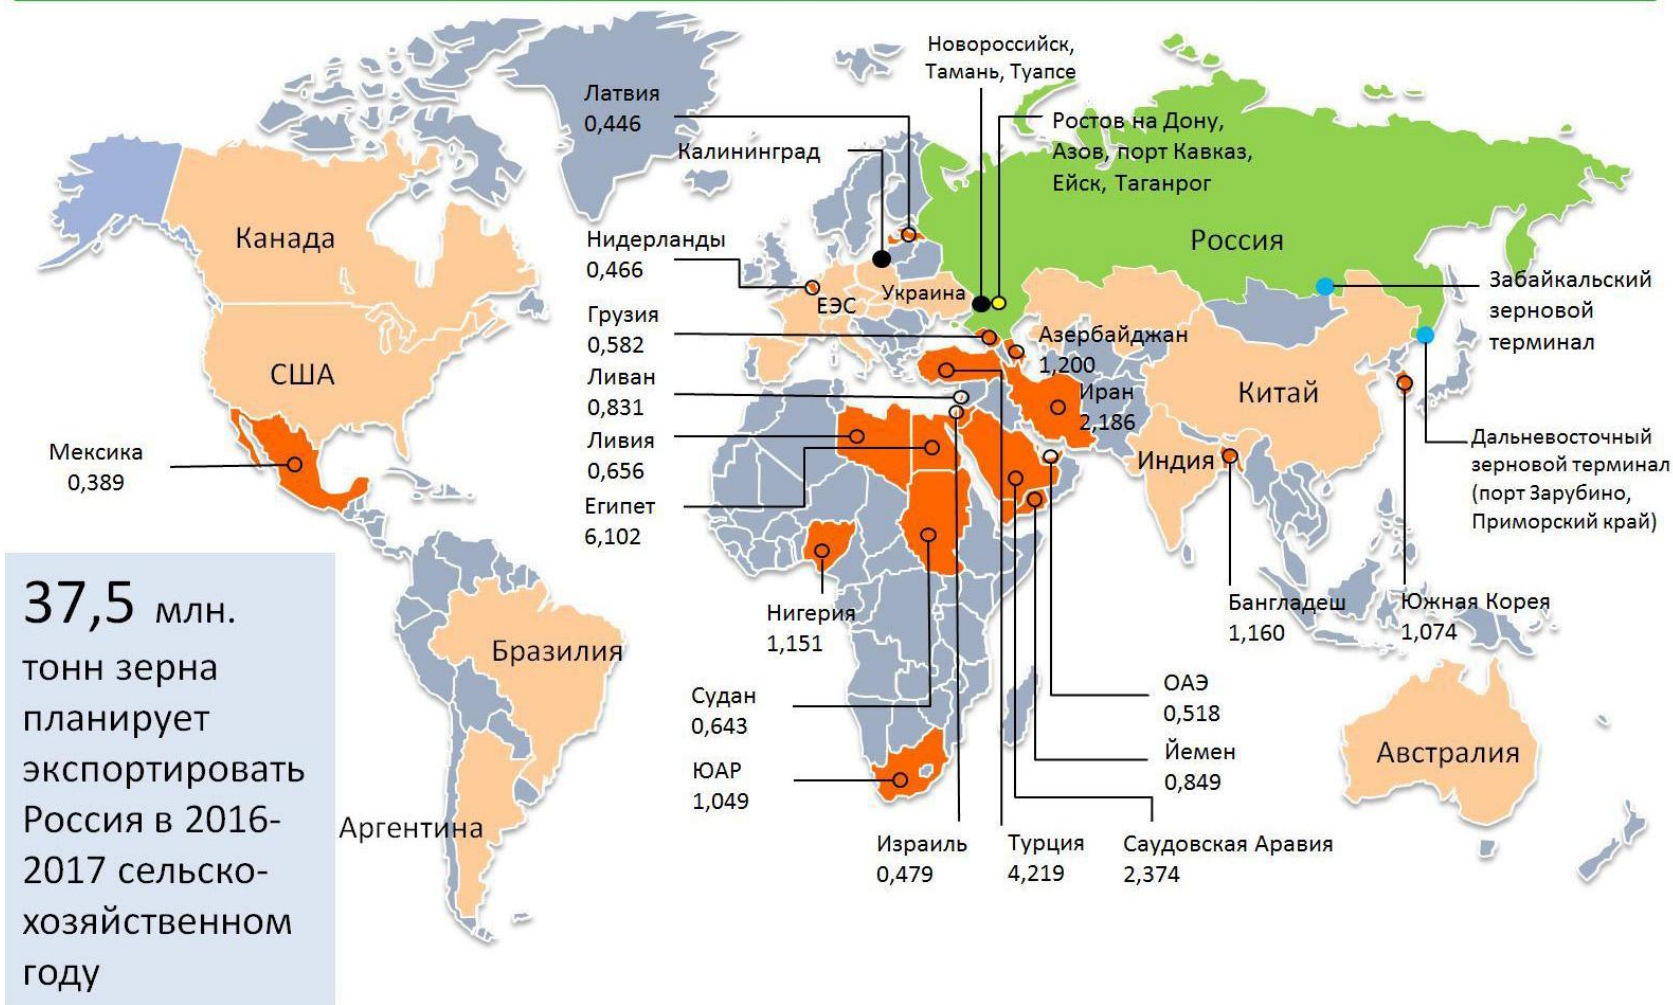 Новороссийск,
Тамань, Туапсе
Латвия
0,446
Ростов на Дону,
Азов, порт Кавказ,
Ейск, Таганрог
Калининград
Канада
Нидерланды
0,466
Россия
Забайкальский
зерновой
терминал
Украина
ЕЭС
Грузия
0,582
Азербайджан
1,200
США
Ливан
0,831
Иран
2,186
Китай
Ливия
0,656
Мексика
0,389
Индия
Дальневосточный
зерновой терминал
(порт Зарубино,
Приморский край)
Египет
6,102
Нигерия
1,151
Бангладеш
1,160
Южная Корея
1,074
37,5 млн.
тонн зерна
планирует
экспортировать
Россия в 2016-
2017 сельско-
хозяйственном
году
Бразилия
Судан
0,643
ОАЭ
0,518
Йемен
0,849
Австралия
ЮАР
1,049
Аргентина
Израиль
0,479
Турция
4,219
Саудовская Аравия
2,374